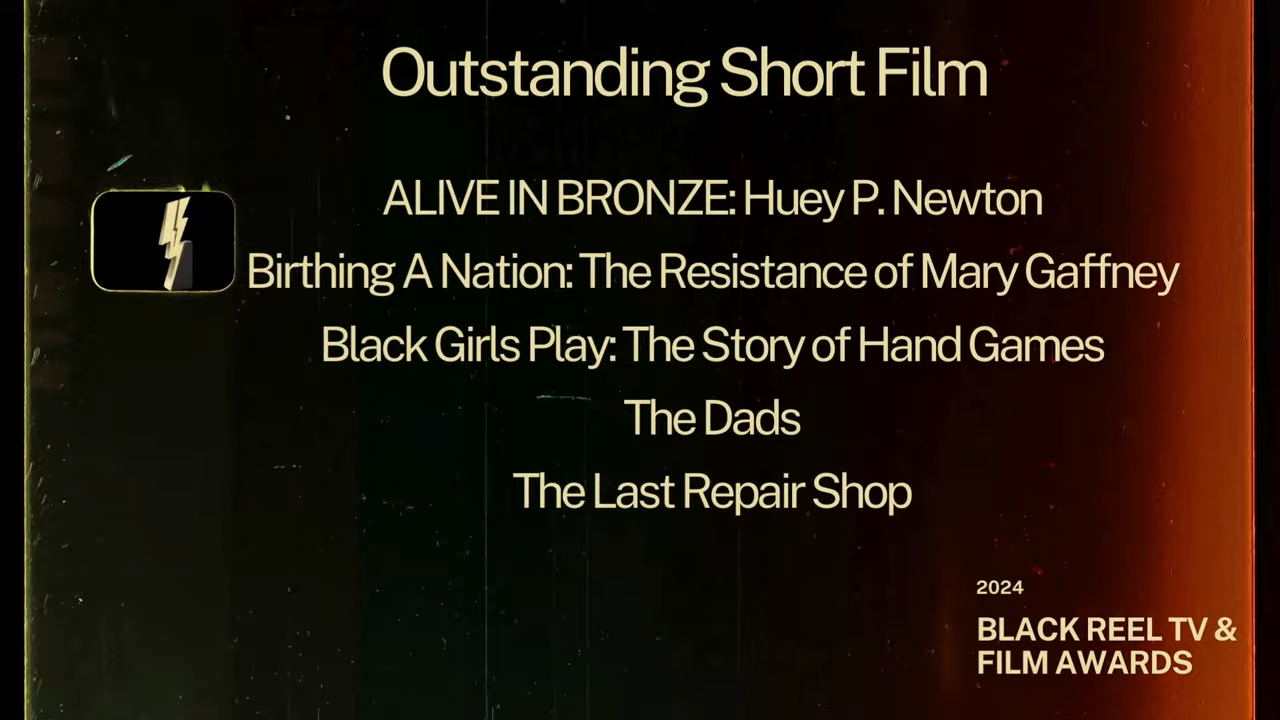 Outstanding Short Film
ALIVE IN BRONZE: Huey P. Newton
Birthing A Nation: The Resistance of Mary Gaffney
Black Girls Play: The Story of Hand Games
The Dads
The Last Repair Shop
2024
BLACK REEL TV &
FILM AWARDS